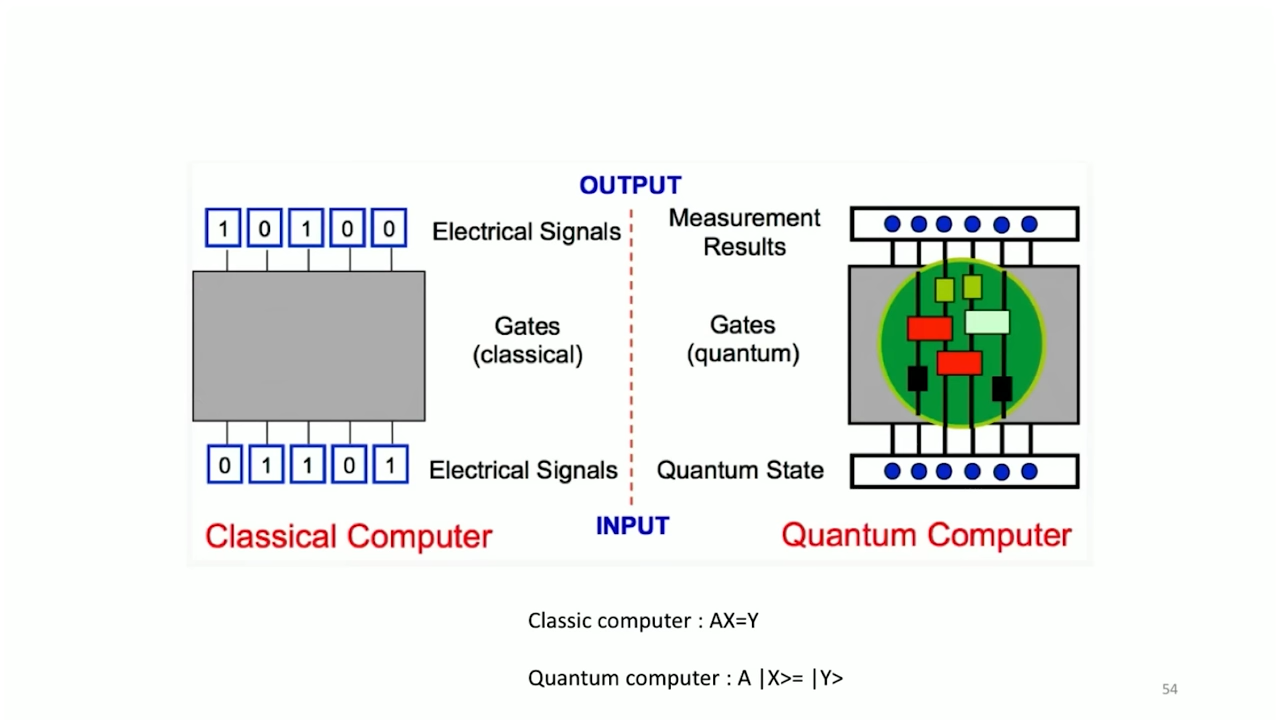 OUTPUT
1 0 1 0 0
Electrical Signals
Measurement
Results
Gates
(classical)
Gates
(quantum)
0 1 1 0 1
Electrical Signals
Quantum State
INPUT
Classical Computer
Quantum Computer
Classic computer : AX=Y
Quantum computer : A |X>= |Y>
54